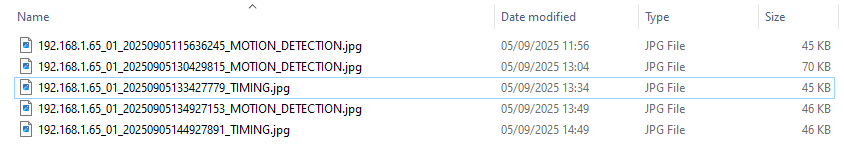 Name Date modified Type Size
192.168.1.65_01_20250905115636245_MOTION_DETECTION.jpg 05/09/2025 11:56 JPG File 45 KB
192.168.1.65_01_20250905130429815_MOTION_DETECTION.jpg 05/09/2025 13:04 JPG File 70 KB
192.168.1.65_01_20250905133427779_TIMING.jpg 05/09/2025 13:34 JPG File 45 KB
192.168.1.65_01_20250905134927153_MOTION_DETECTION.jpg 05/09/2025 13:49 JPG File 46 KB
192.168.1.65_01_20250905144927891_TIMING.jpg 05/09/2025 14:49 JPG File 46 KB